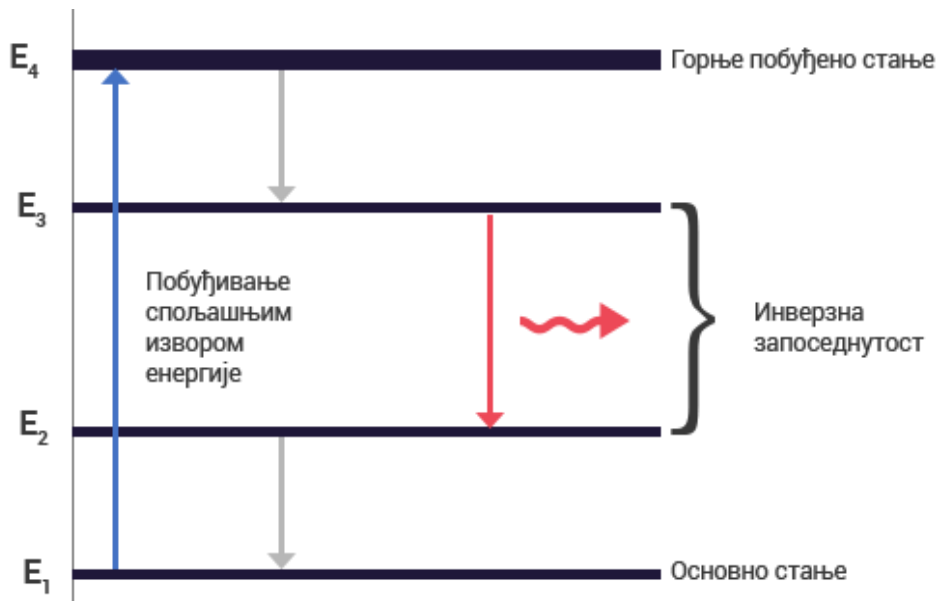 E₄
Горње побуђено стање
E₃
Побуђивање
спољашњим
извором
енергије
Инверзна
запоседнутост
E₂
E₁
Основно стање